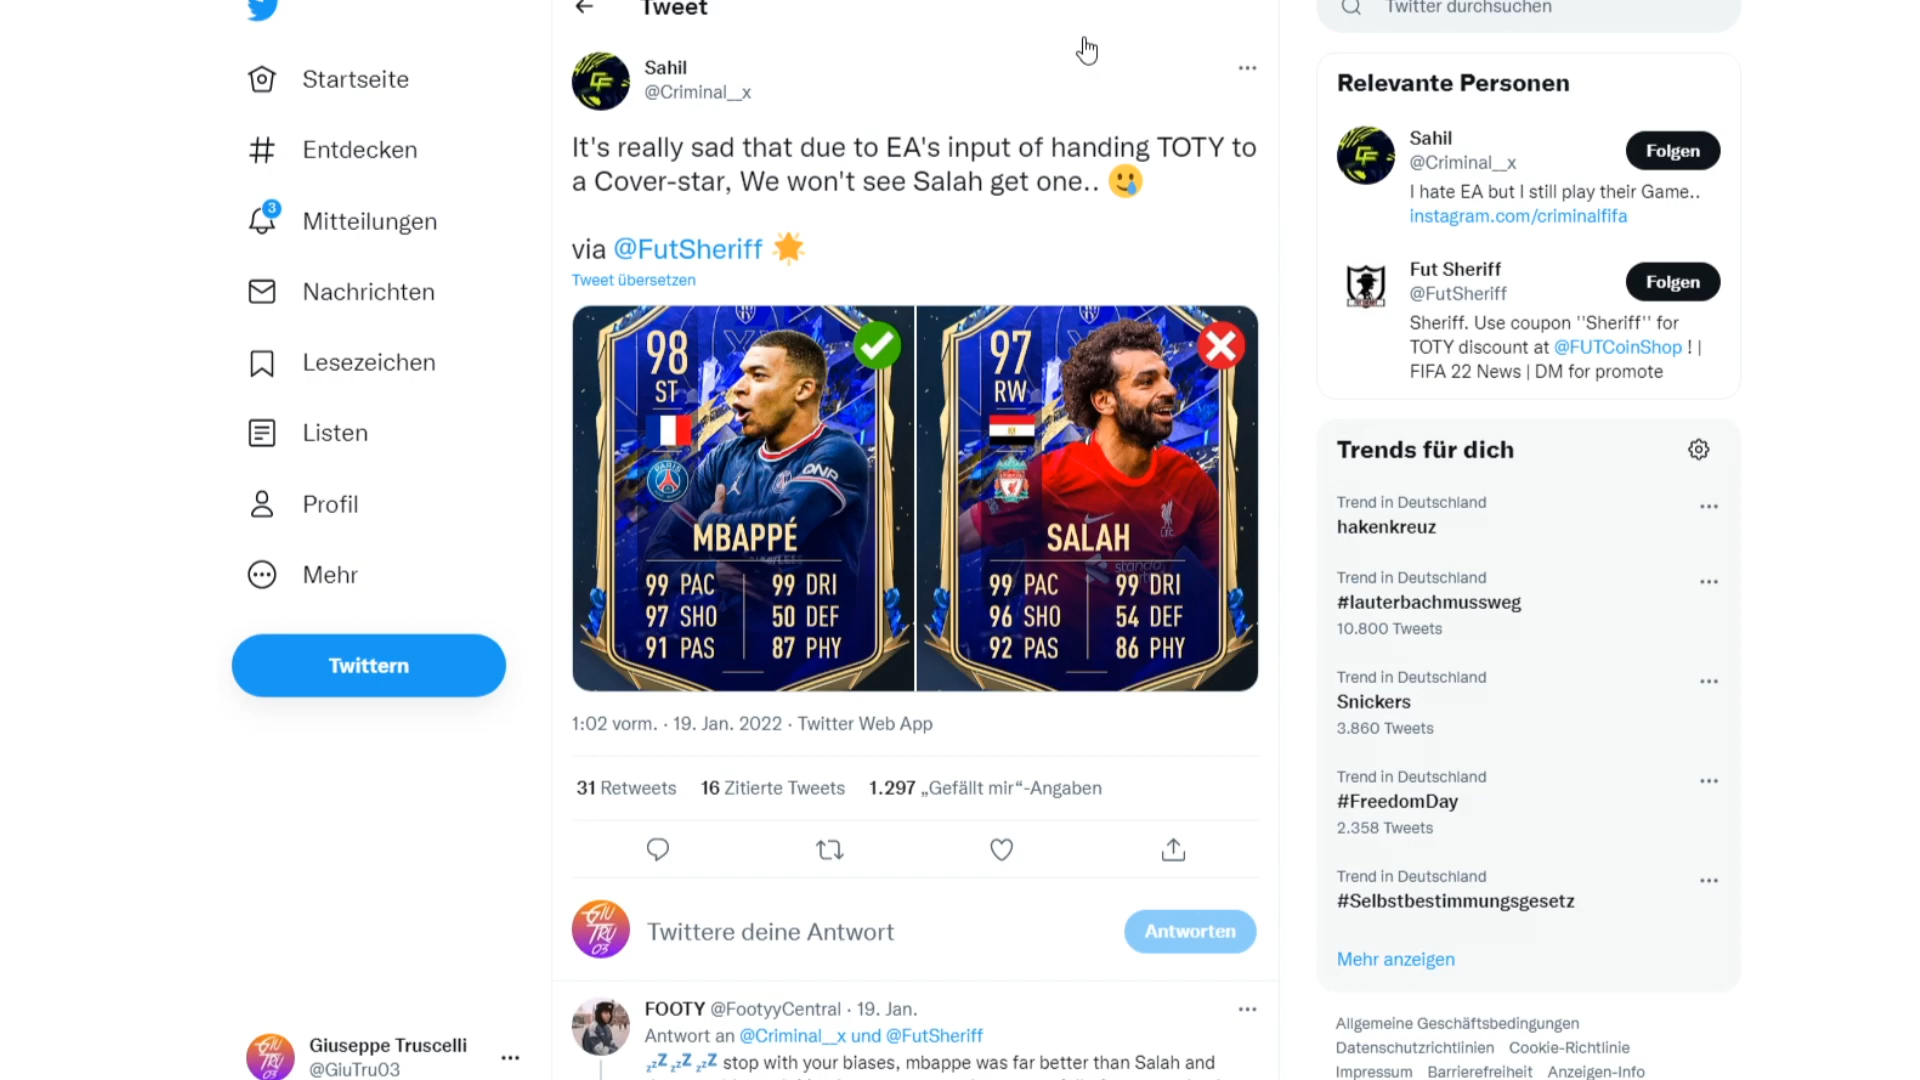 Tweet
Twitter durchsuchen
Startseite
Entdecken
3
Mitteilungen
Nachrichten
Lesezeichen
Listen
Profil
Mehr
Twittern
Giuseppe Truscelli
@GiuTru03
Sahil
@Criminal__x
It's really sad that due to EA's input of handing TOTY to
a Cover-star, We won't see Salah get one..
via @FutSheriff
Tweet übersetzen
98
ST
MBAPPÉ
99 PAC 99 DRI
97 SHO 50 DEF
91 PAS 87 PHY
97
RW
SALAH
99 PAC 99 DRI
96 SHO 54 DEF
92 PAS 86 PHY
1:02 vorm. · 19. Jan. 2022 · Twitter Web App
31 Retweets 16 Zitierte Tweets 1.297 „Gefällt mir“-Angaben
GIU
TRU
03
Twittere deine Antwort
Antworten
FOOTY @FootyyCentral · 19. Jan.
Antwort an @Criminal__x und @FutSheriff
zzZ zzZ zzZ stop with your biases, mbappe was far better than Salah and
Relevante Personen
Sahil
@Criminal__x
Folgen
I hate EA but I still play their Game..
instagram.com/criminalfifa
Fut Sheriff
@FutSheriff
Folgen
Sheriff. Use coupon ''Sheriff'' for
TOTY discount at @FUTCoinShop ! |
FIFA 22 News | DM for promote
Trends für dich
Trend in Deutschland
hakenkreuz
Trend in Deutschland
#lauterbachmussweg
10.800 Tweets
Trend in Deutschland
Snickers
3.860 Tweets
Trend in Deutschland
#FreedomDay
2.358 Tweets
Trend in Deutschland
#Selbstbestimmungsgesetz
Mehr anzeigen
Allgemeine Geschäftsbedingungen
Datenschutzrichtlinien Cookie-Richtlinie
Impressum Barrierefreiheit Anzeigen-Info